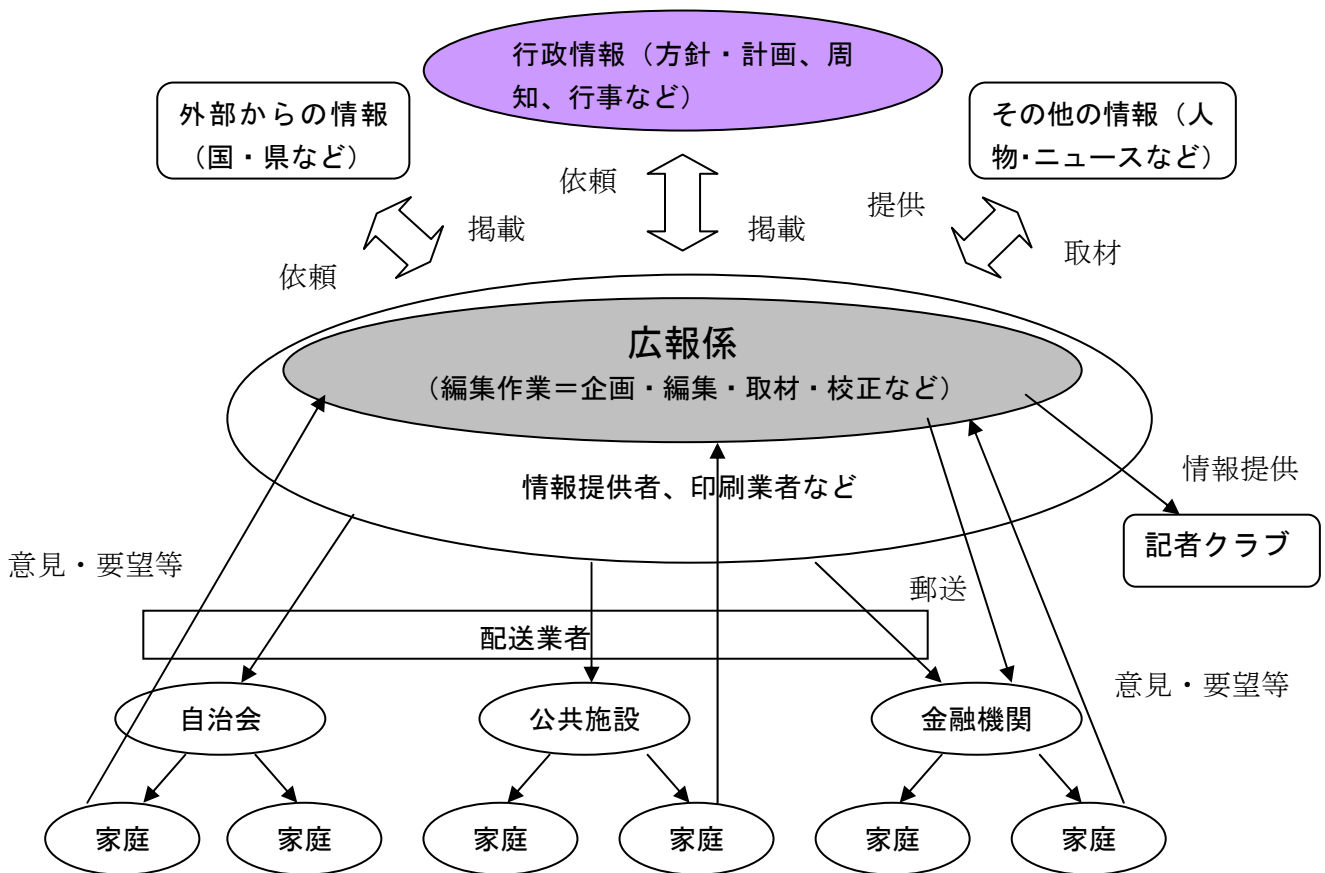 行政情報（方針・計画、周
知、行事など）
外部からの情報
（国・県など）
その他の情報（人
物・ニュースなど）
依頼
掲載
依頼
掲載
提供
取材
広報係
（編集作業＝企画・編集・取材・校正など）
情報提供者、印刷業者など
情報提供
記者クラブ
意見・要望等
郵送
配送業者
意見・要望等
自治会
公共施設
金融機関
家庭
家庭
家庭
家庭
家庭
家庭